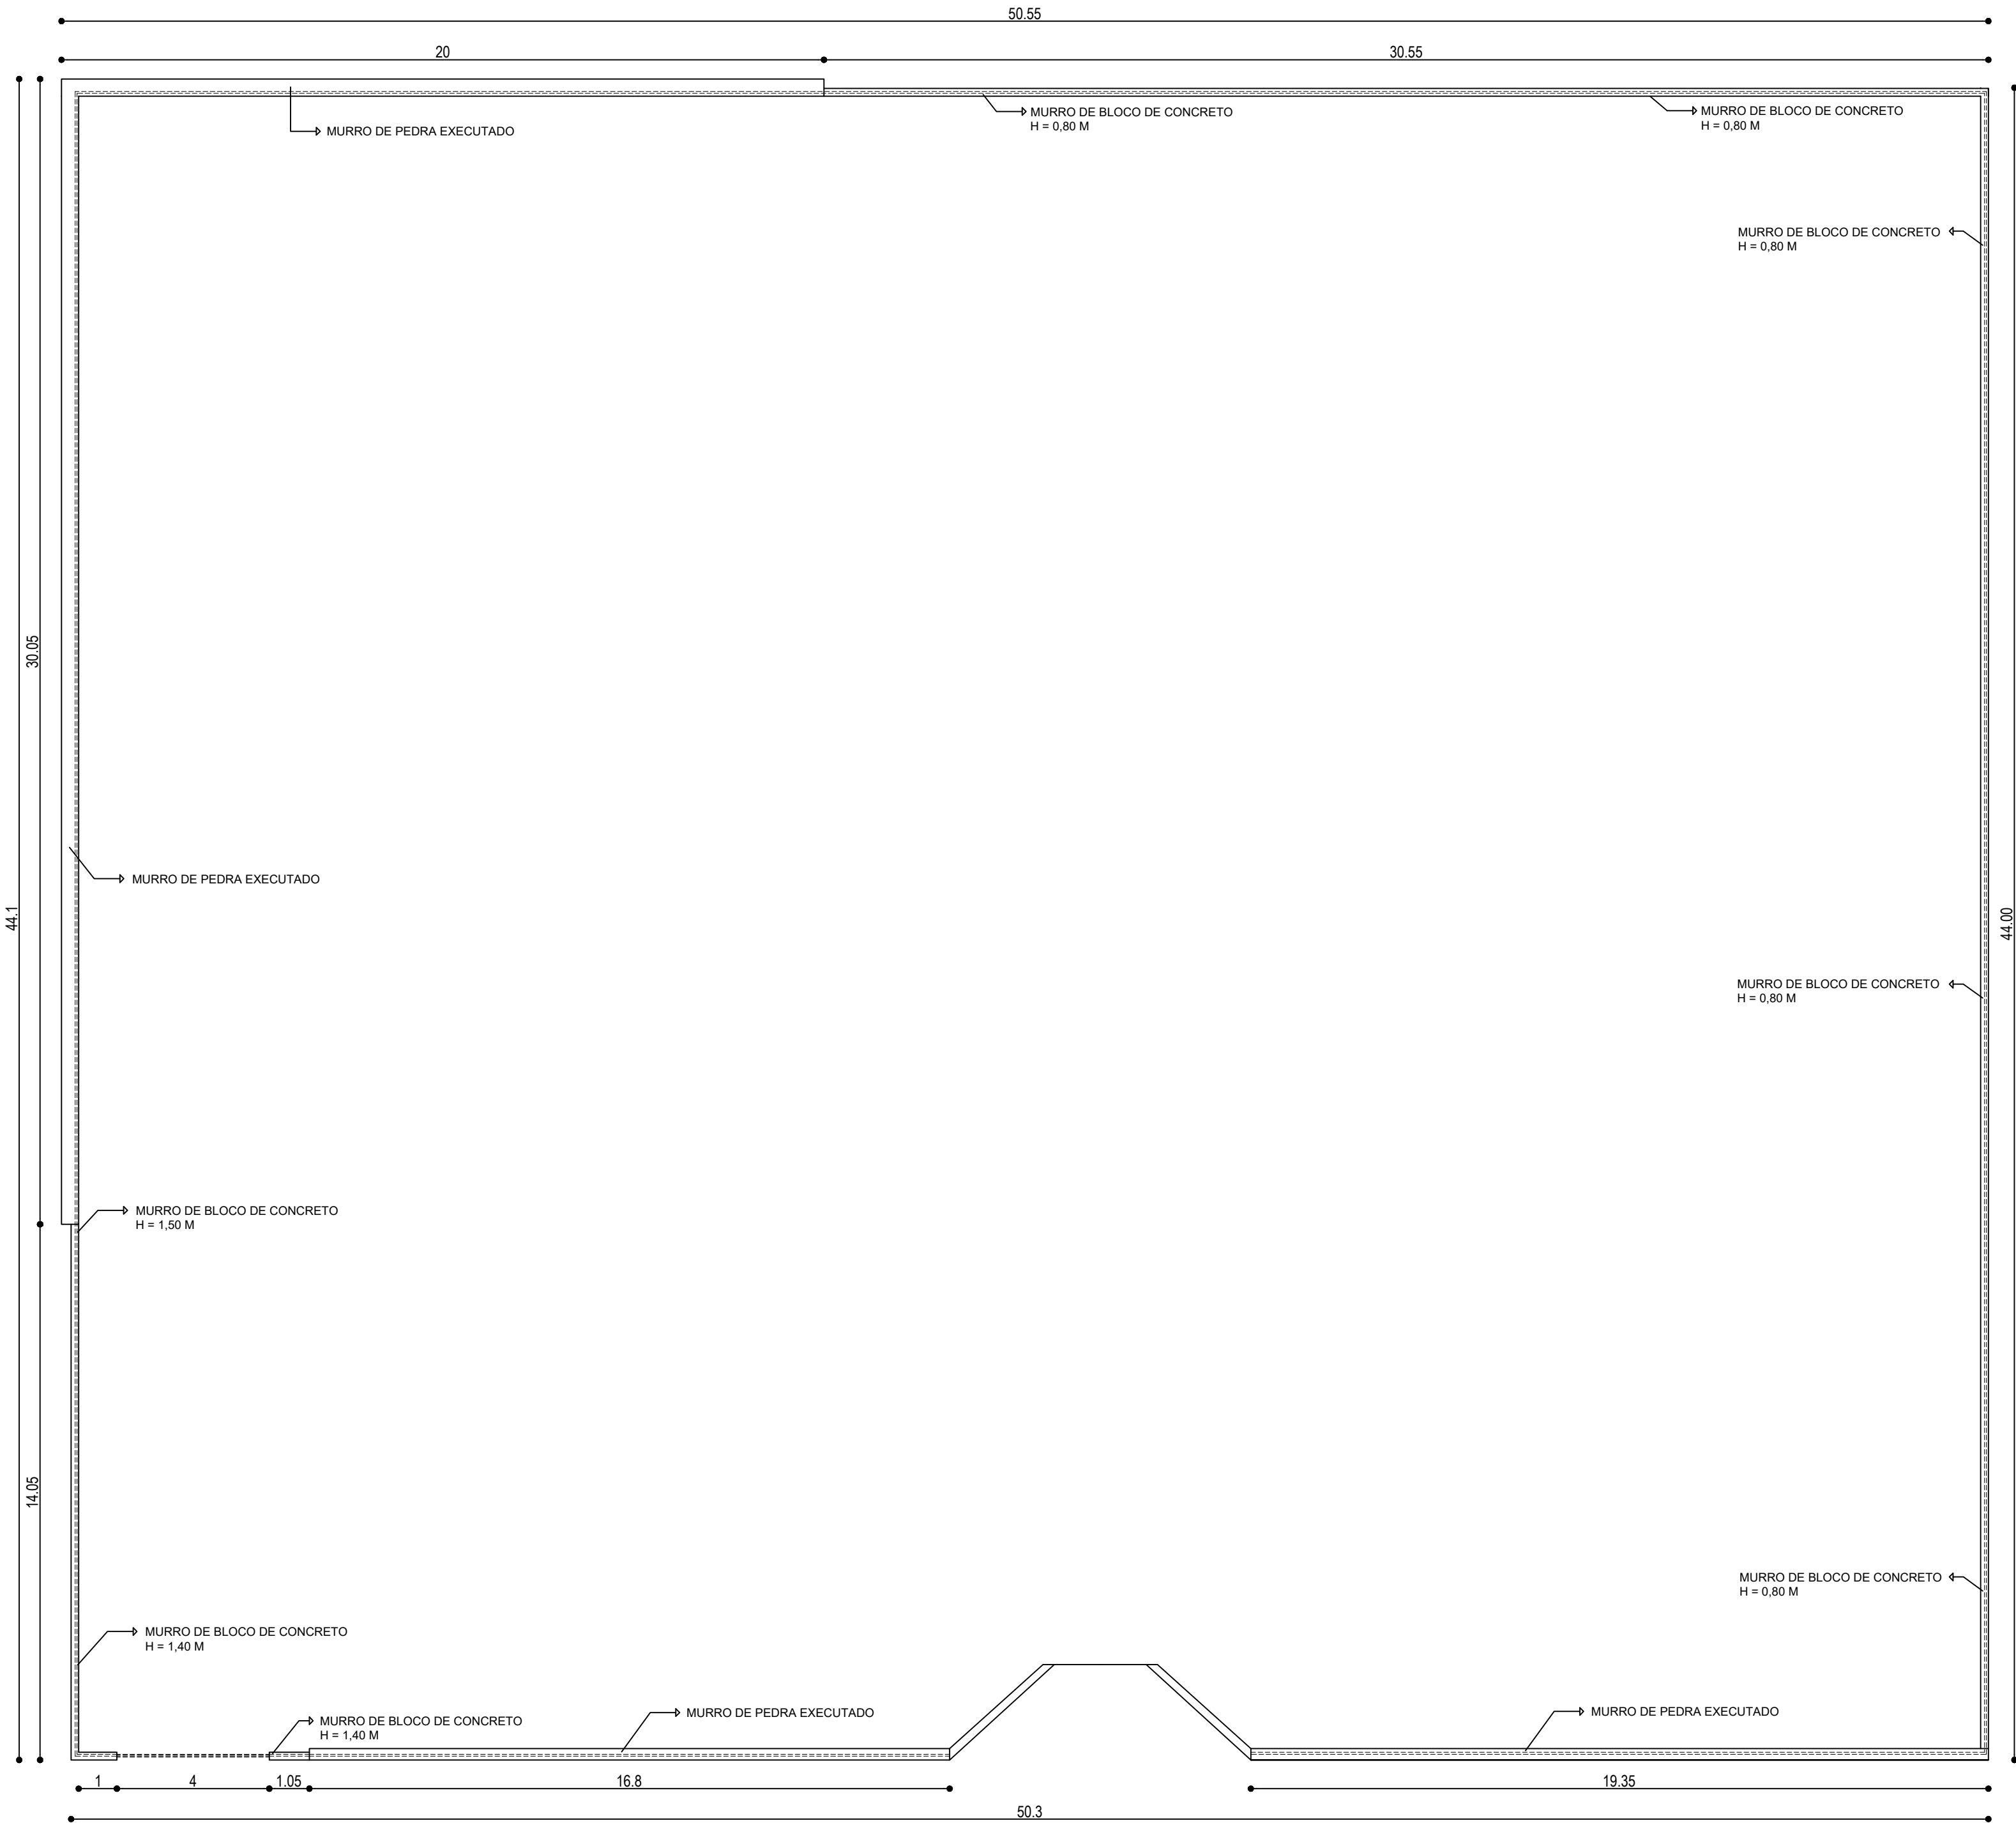 50.55
20
30.55
MURRO DE PEDRA EXECUTADO
MURRO DE BLOCO DE CONCRETO
H = 0,80 M
MURRO DE BLOCO DE CONCRETO
H = 0,80 M
MURRO DE BLOCO DE CONCRETO
H = 0,80 M
30.05
MURRO DE PEDRA EXECUTADO
44.1
44.00
MURRO DE BLOCO DE CONCRETO
H = 0,80 M
MURRO DE BLOCO DE CONCRETO
H = 1,50 M
14.05
MURRO DE BLOCO DE CONCRETO
H = 0,80 M
MURRO DE BLOCO DE CONCRETO
H = 1,40 M
MURRO DE BLOCO DE CONCRETO
H = 1,40 M
MURRO DE PEDRA EXECUTADO
MURRO DE PEDRA EXECUTADO
1
4
1.05
16.8
19.35
50.3